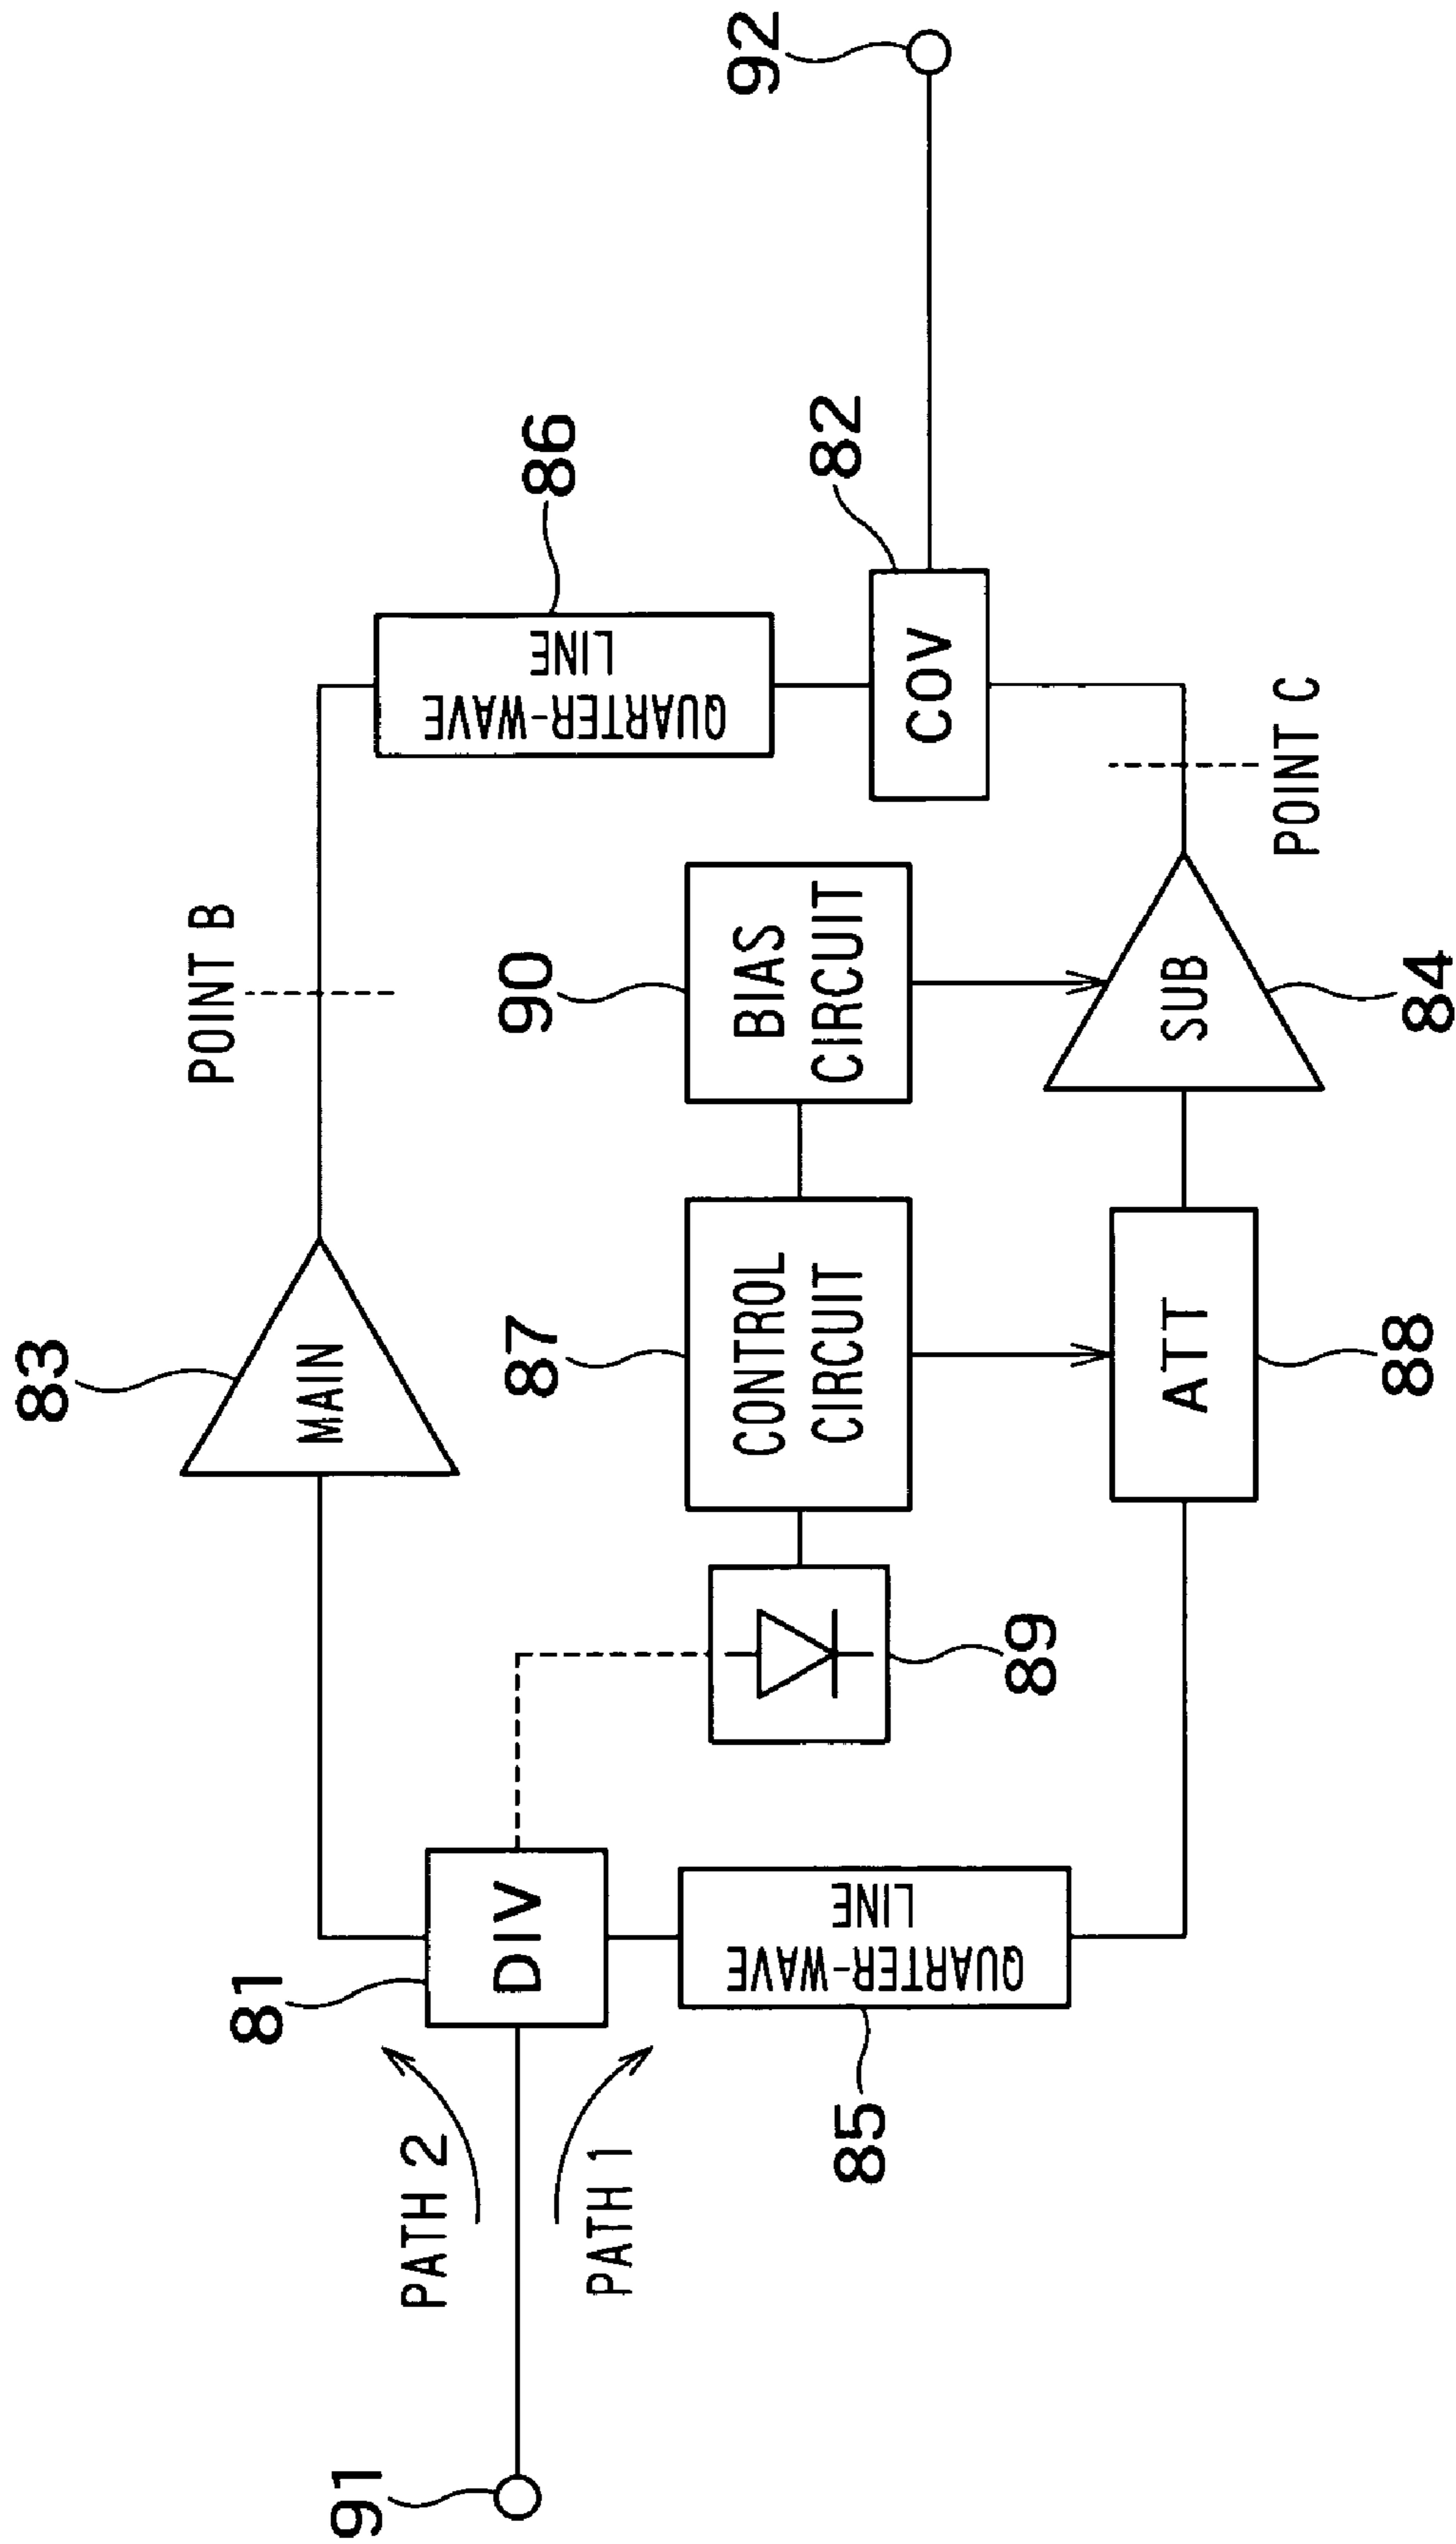 91
PATH 2
PATH 1
81
DIV
85
QUARTER-WAVE
LINE
83
MAIN
89
87
CONTROL
CIRCUIT
ATT
88
90
BIAS
CIRCUIT
SUB
84
POINT B
POINT C
86
QUARTER-WAVE
LINE
82
COV
92